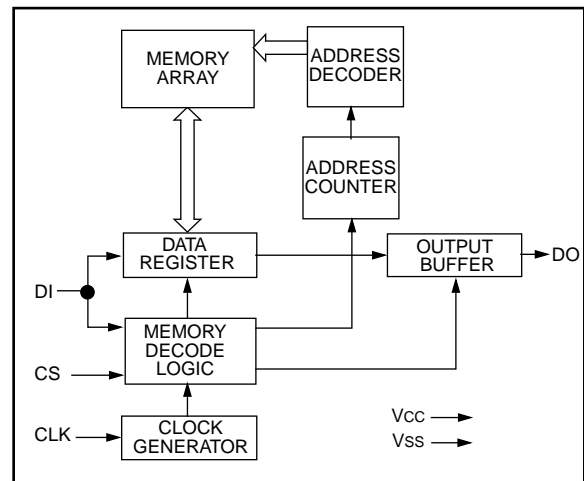 MEMORY
ARRAY
ADDRESS
DECODER
ADDRESS
COUNTER
DATA
REGISTER
OUTPUT
BUFFER
DO
DI
MEMORY
DECODE
LOGIC
CS
CLK
CLOCK
GENERATOR
VCC
VSS